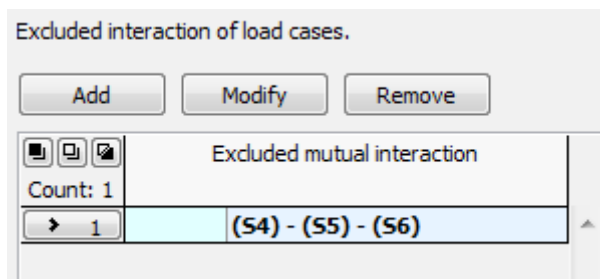 Excluded interaction of load cases.
Add Modify Remove
Excluded mutual interaction
Count: 1
1 (S4) - (S5) - (S6)